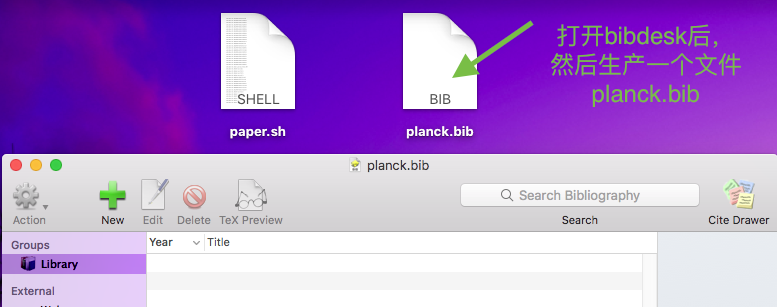 打开bibdesk后,
然后生产一个文件
planck.bib
SHELL
BIB
paper.sh
planck.bib
planck.bib
Action
New
Edit
Delete
TeX Preview
Search Bibliography
Search
Cite Drawer
Groups
Year
Title
Library
External